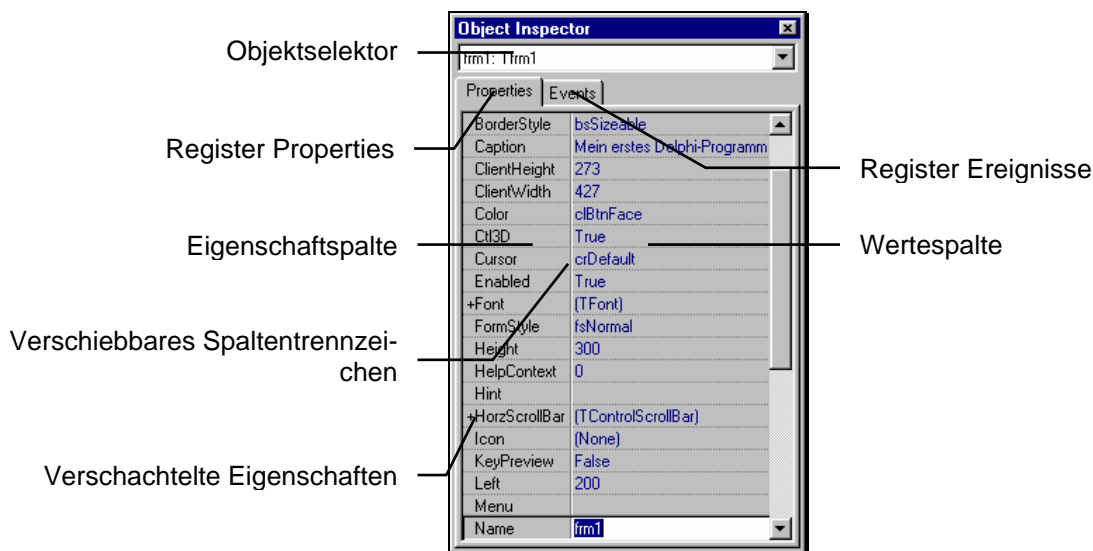 Object Inspector
Objektselektor
frm1: Tfrm1
Properties Events
Register Properties
Register Ereignisse
Eigenschaftspalte
Wertespalte
Verschiebbares Spaltentrennzei-
chen
Verschachtelte Eigenschaften
BorderStyle bsSizeable
Caption Mein erstes Delphi-Programm
ClientHeight 273
ClientWidth 427
Color clBtnFace
Ctl3D True
Cursor crDefault
Enabled True
+Font (TFont)
FormStyle fsNormal
Height 300
HelpContext 0
Hint
+HorzScrollBar (TControlScrollBar)
Icon (None)
KeyPreview False
Left 200
Menu
Name frm1